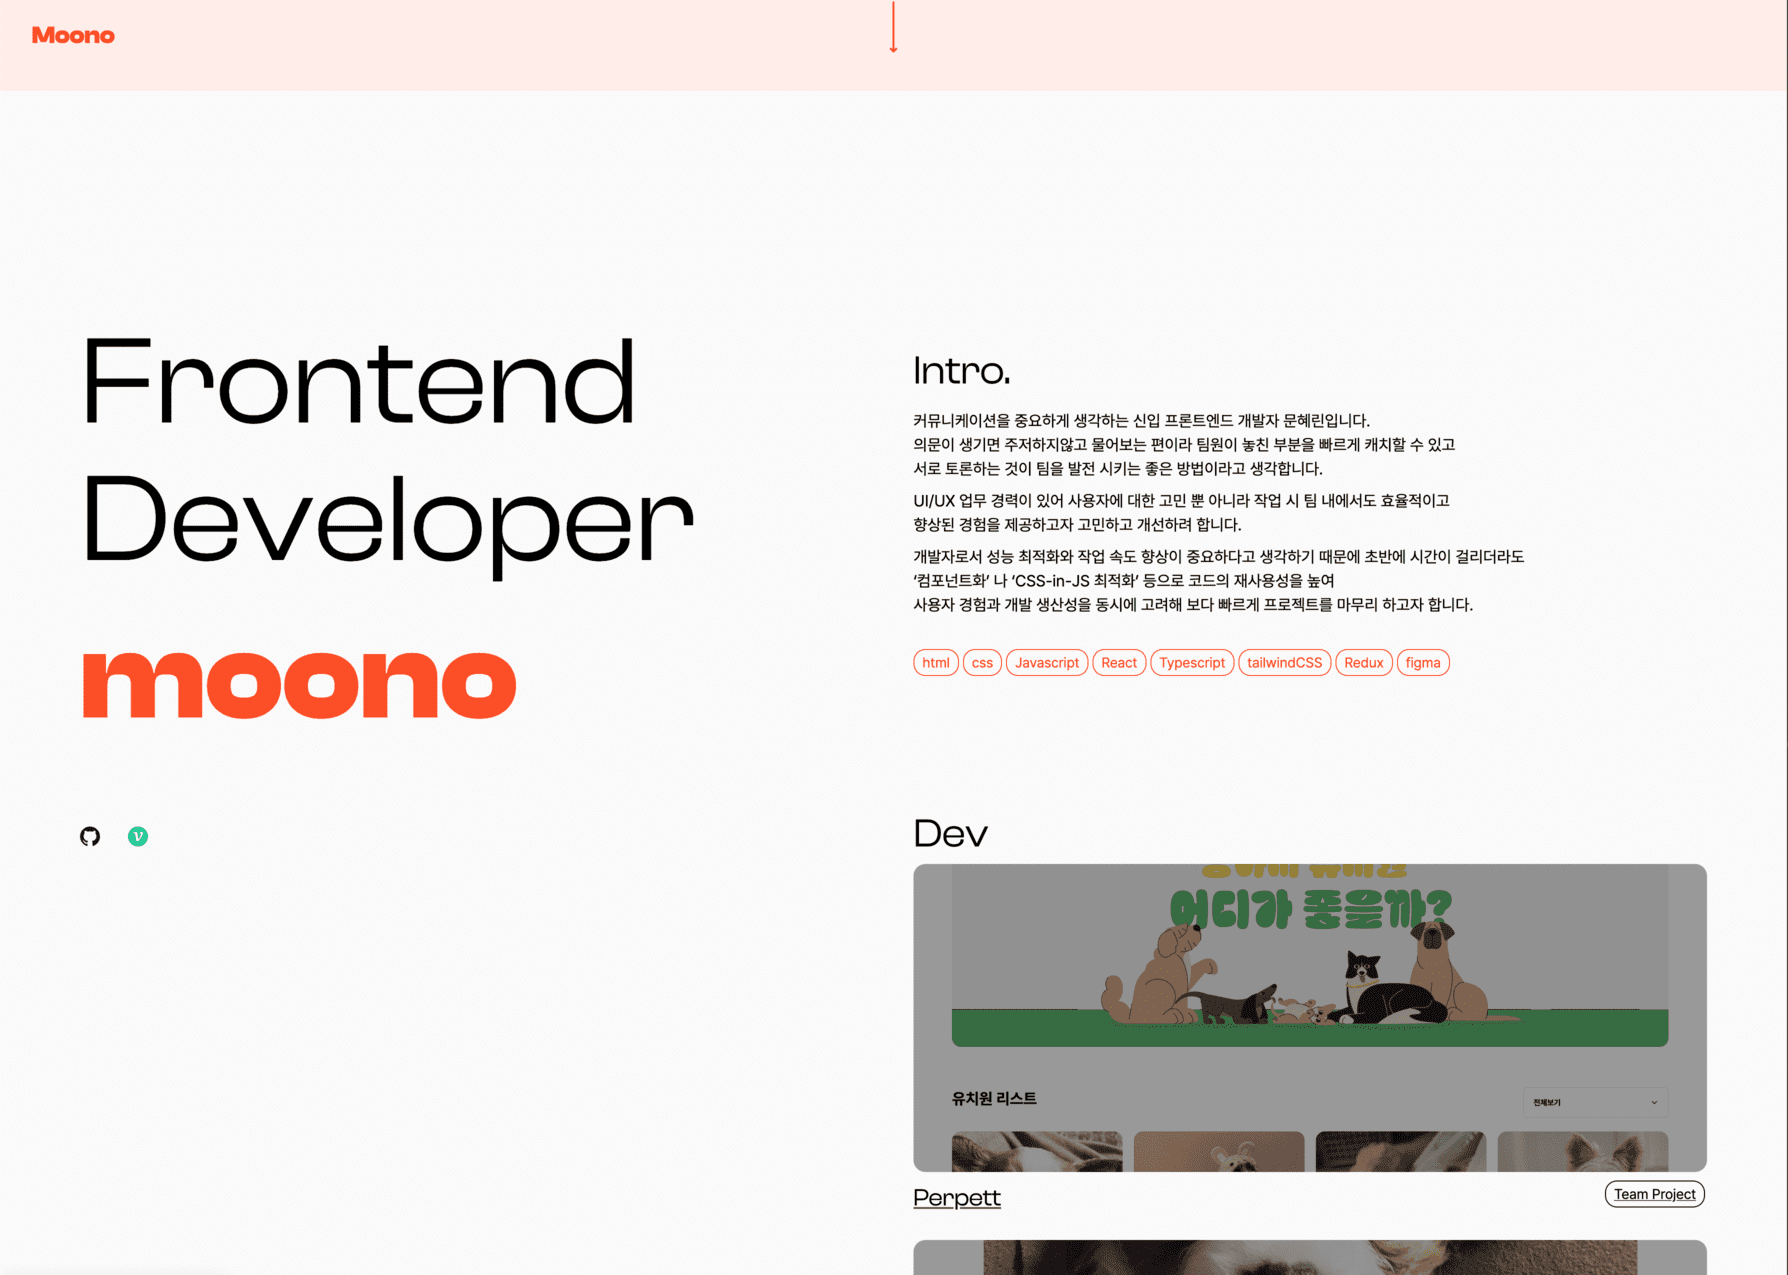 Moono
Frontend
Developer
moono
Intro.
커뮤니케이션을 중요하게 생각하는 신입 프론트엔드 개발자 문혜린입니다.
의문이 생기면 주저하지않고 물어보는 편이라 팀원이 놓친 부분을 빠르게 캐치할 수 있고
서로 토론하는 것이 팀을 발전 시키는 좋은 방법이라고 생각합니다.
UI/UX 업무 경력이 있어 사용자에 대한 고민 뿐 아니라 작업 시 팀 내에서도 효율적이고
향상된 경험을 제공하고자 고민하고 개선하려 합니다.
개발자로서 성능 최적화와 작업 속도 향상이 중요하다고 생각하기 때문에 초반에 시간이 걸리더라도
‘컴포넌트화’ 나 ‘CSS-in-JS 최적화’ 등으로 코드의 재사용성을 높여
사용자 경험과 개발 생산성을 동시에 고려해 보다 빠르게 프로젝트를 마무리 하고자 합니다.
html css Javascript React Typescript tailwindCSS Redux figma
Dev
어디가 좋을까?
유치원 리스트
전체보기
Perpett
Team Project